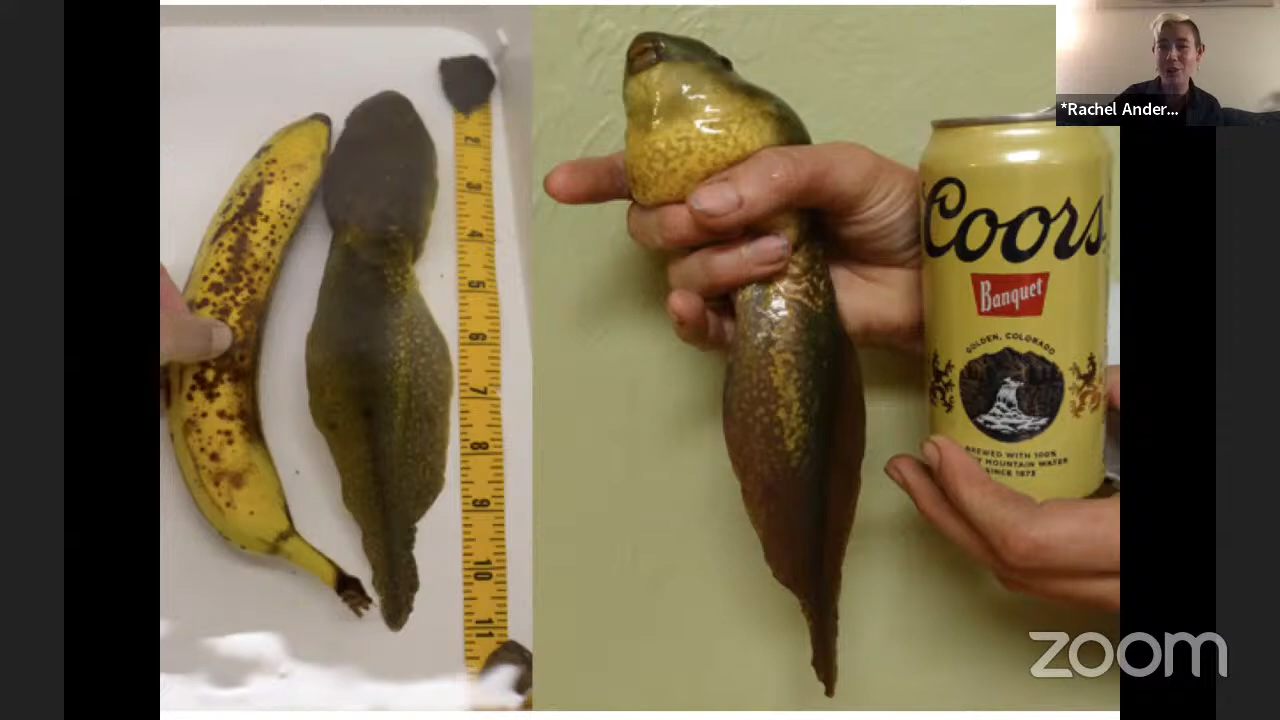 *Rachel Ander...
2
3
4
5
6
7
8
9
10
11
Coors
Banquet
GOLDEN, COLORADO
BREWED WITH 100%
MOUNTAIN WATER
SINCE 1873
zoom